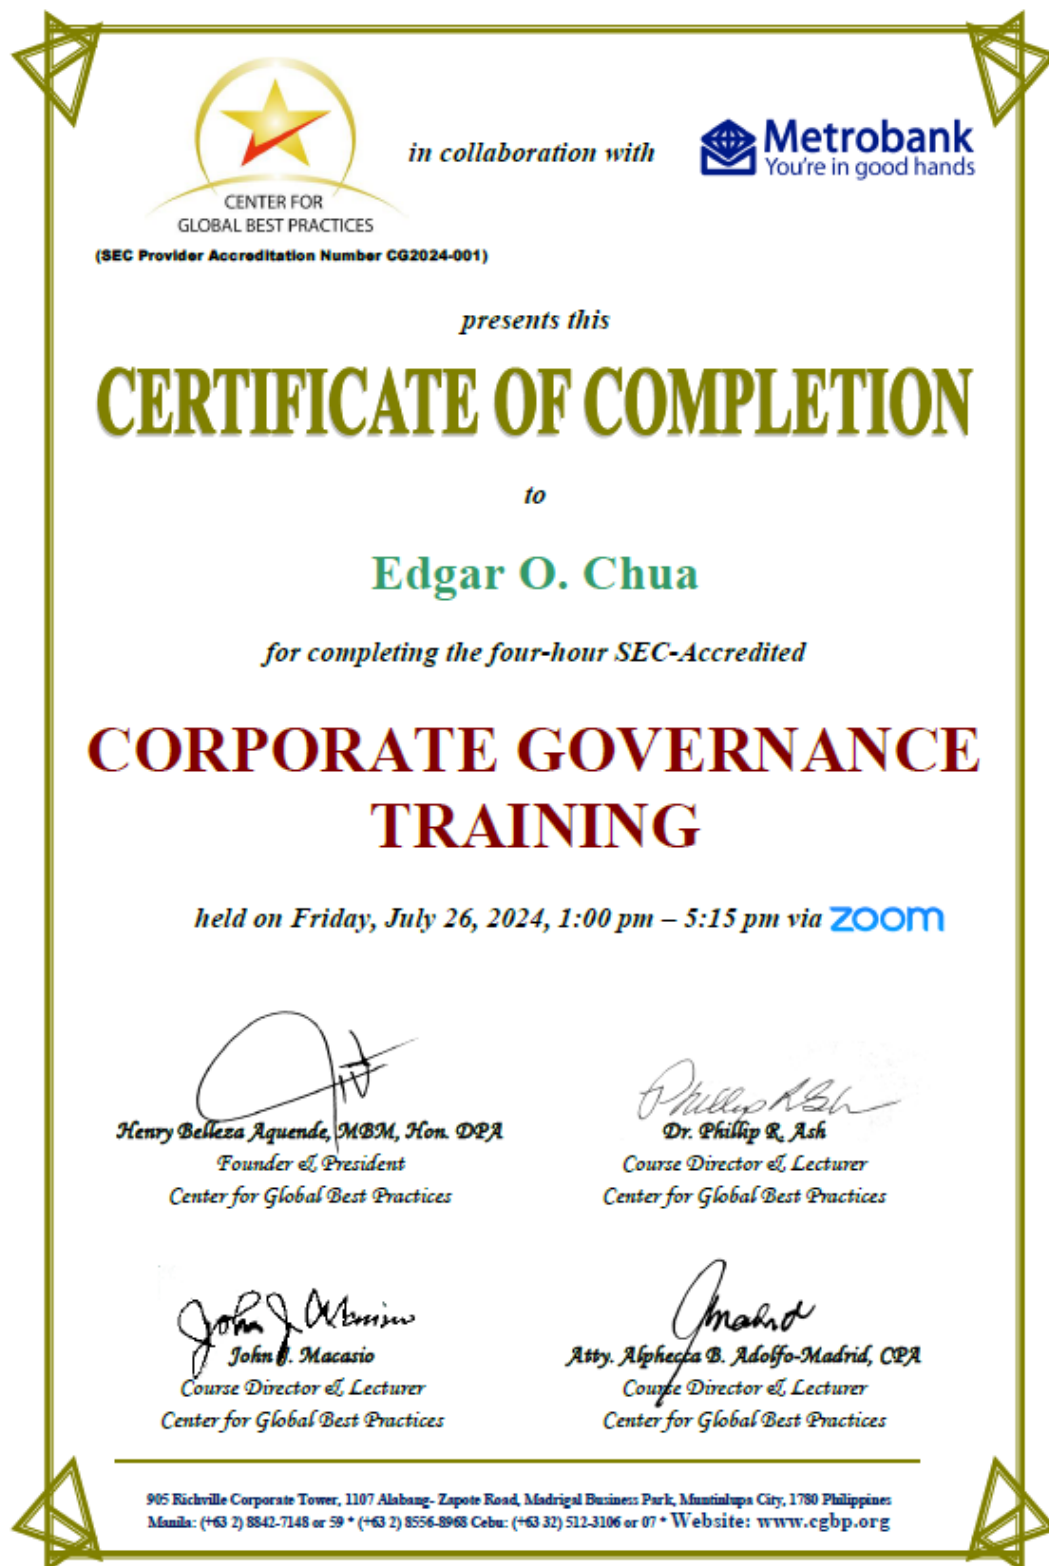 in collaboration with
Metrobank
You're in good hands
CENTER FOR
GLOBAL BEST PRACTICES
(SEC Provider Accreditation Number CG2024-001)
presents this
CERTIFICATE OF COMPLETION
to
Edgar O. Chua
for completing the four-hour SEC-Accredited
CORPORATE GOVERNANCE
TRAINING
held on Friday, July 26, 2024, 1:00 pm – 5:15 pm via zoom
Phillip R Ash
Henry Belleza Aquende, MBM, Hon. DPA
Founder & President
Center for Global Best Practices
Dr. Phillip R. Ash
Course Director & Lecturer
Center for Global Best Practices
John J. Macasio
Course Director & Lecturer
Center for Global Best Practices
Atty. Alphecca B. Adolfo-Madrid, CPA
Course Director & Lecturer
Center for Global Best Practices
905 Richville Corporate Tower, 1107 Alabang- Zapote Road, Madrigal Business Park, Muntinlupa City, 1780 Philippines
Manila: (+63 2) 8842-7148 or 59 * (+63 2) 8556-8968 Cebu: (+63 32) 512-3106 or 07 * Website: www.cgbp.org